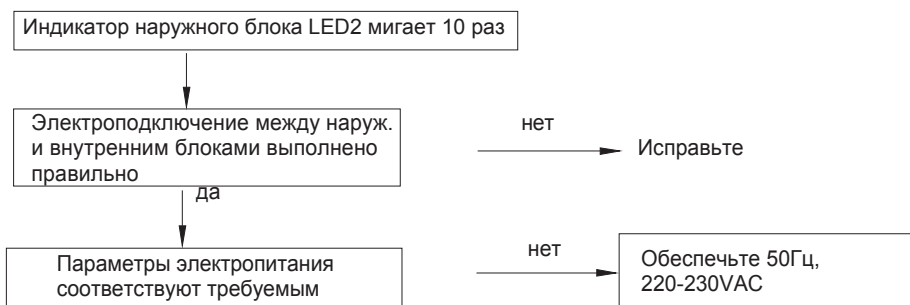 Индикатор наружного блока LED2 мигает 10 раз
Электроподключение между наруж.
и внутренним блоками выполнено
правильно
нет
Исправьте
да
Параметры электропитания
соответствуют требуемым
нет
Обеспечьте 50Гц,
220-230VAC